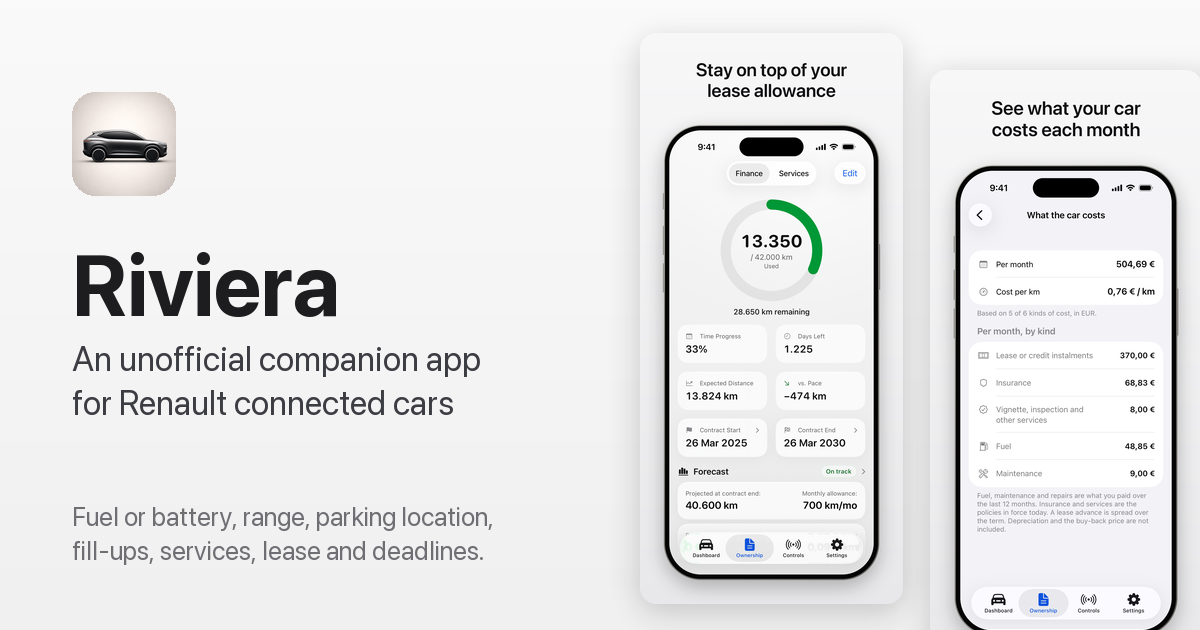 Riviera
An unofficial companion app
for Renault connected cars
Fuel or battery, range, parking location,
fill-ups, services, lease and deadlines.
Stay on top of your
lease allowance
9:41
Finance
Services
Edit
13.350
/ 42.000 km
Used
28.650 km remaining
Time Progress
33%
Days Left
1.225
Expected Distance
13.824 km
vs. Pace
−474 km
Contract Start
26 Mar 2025
Contract End
26 Mar 2030
Forecast
On track
Projected at contract end:
40.600 km
Monthly allowance:
700 km/mo
Dashboard
Ownership
Controls
Settings
See what your car
costs each month
9:41
What the car costs
Per month
504,69 €
Cost per km
0,76 € / km
Based on 5 of 6 kinds of cost, in EUR.
Per month, by kind
Lease or credit instalments
370,00 €
Insurance
68,83 €
Vignette, inspection and
other services
8,00 €
Fuel
48,85 €
Maintenance
9,00 €
Fuel, maintenance and repairs are what you paid over
the last 12 months. Insurance and services are the
policies in force today. A lease advance is spread over
the term. Depreciation and the buy-back price are not
included.
Dashboard
Ownership
Controls
Settings